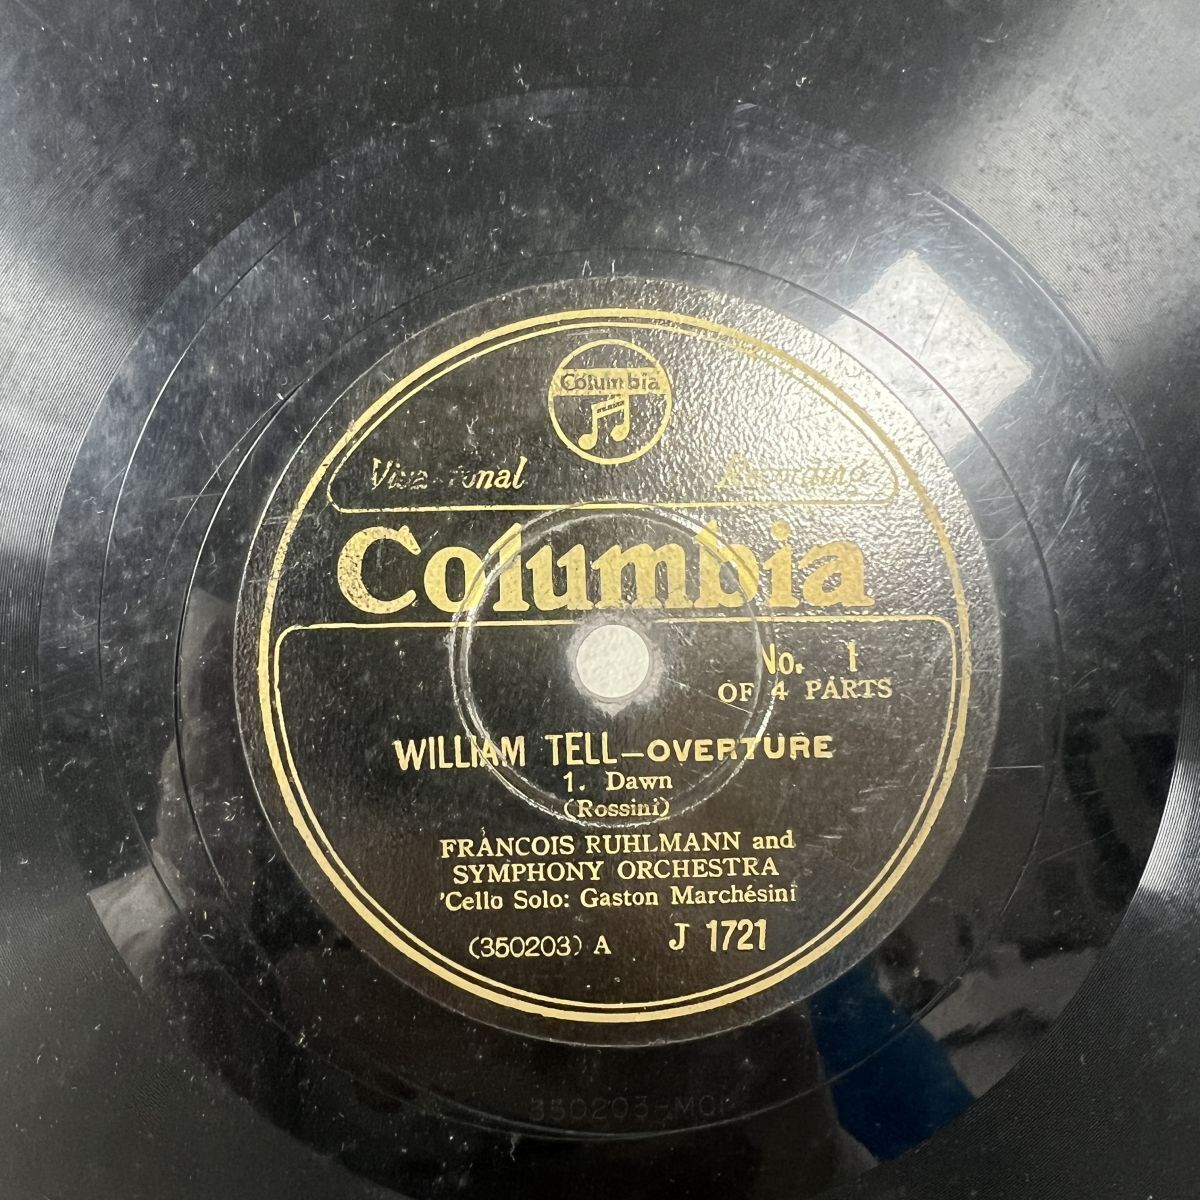 Columbia
Viva-tonal Recording
Columbia
No. 1
OF 4 PARTS
WILLIAM TELL—OVERTURE
1. Dawn
(Rossini)
FRANCOIS RUHLMANN and
SYMPHONY ORCHESTRA
'Cello Solo: Gaston Marchésini
(350203) A J 1721